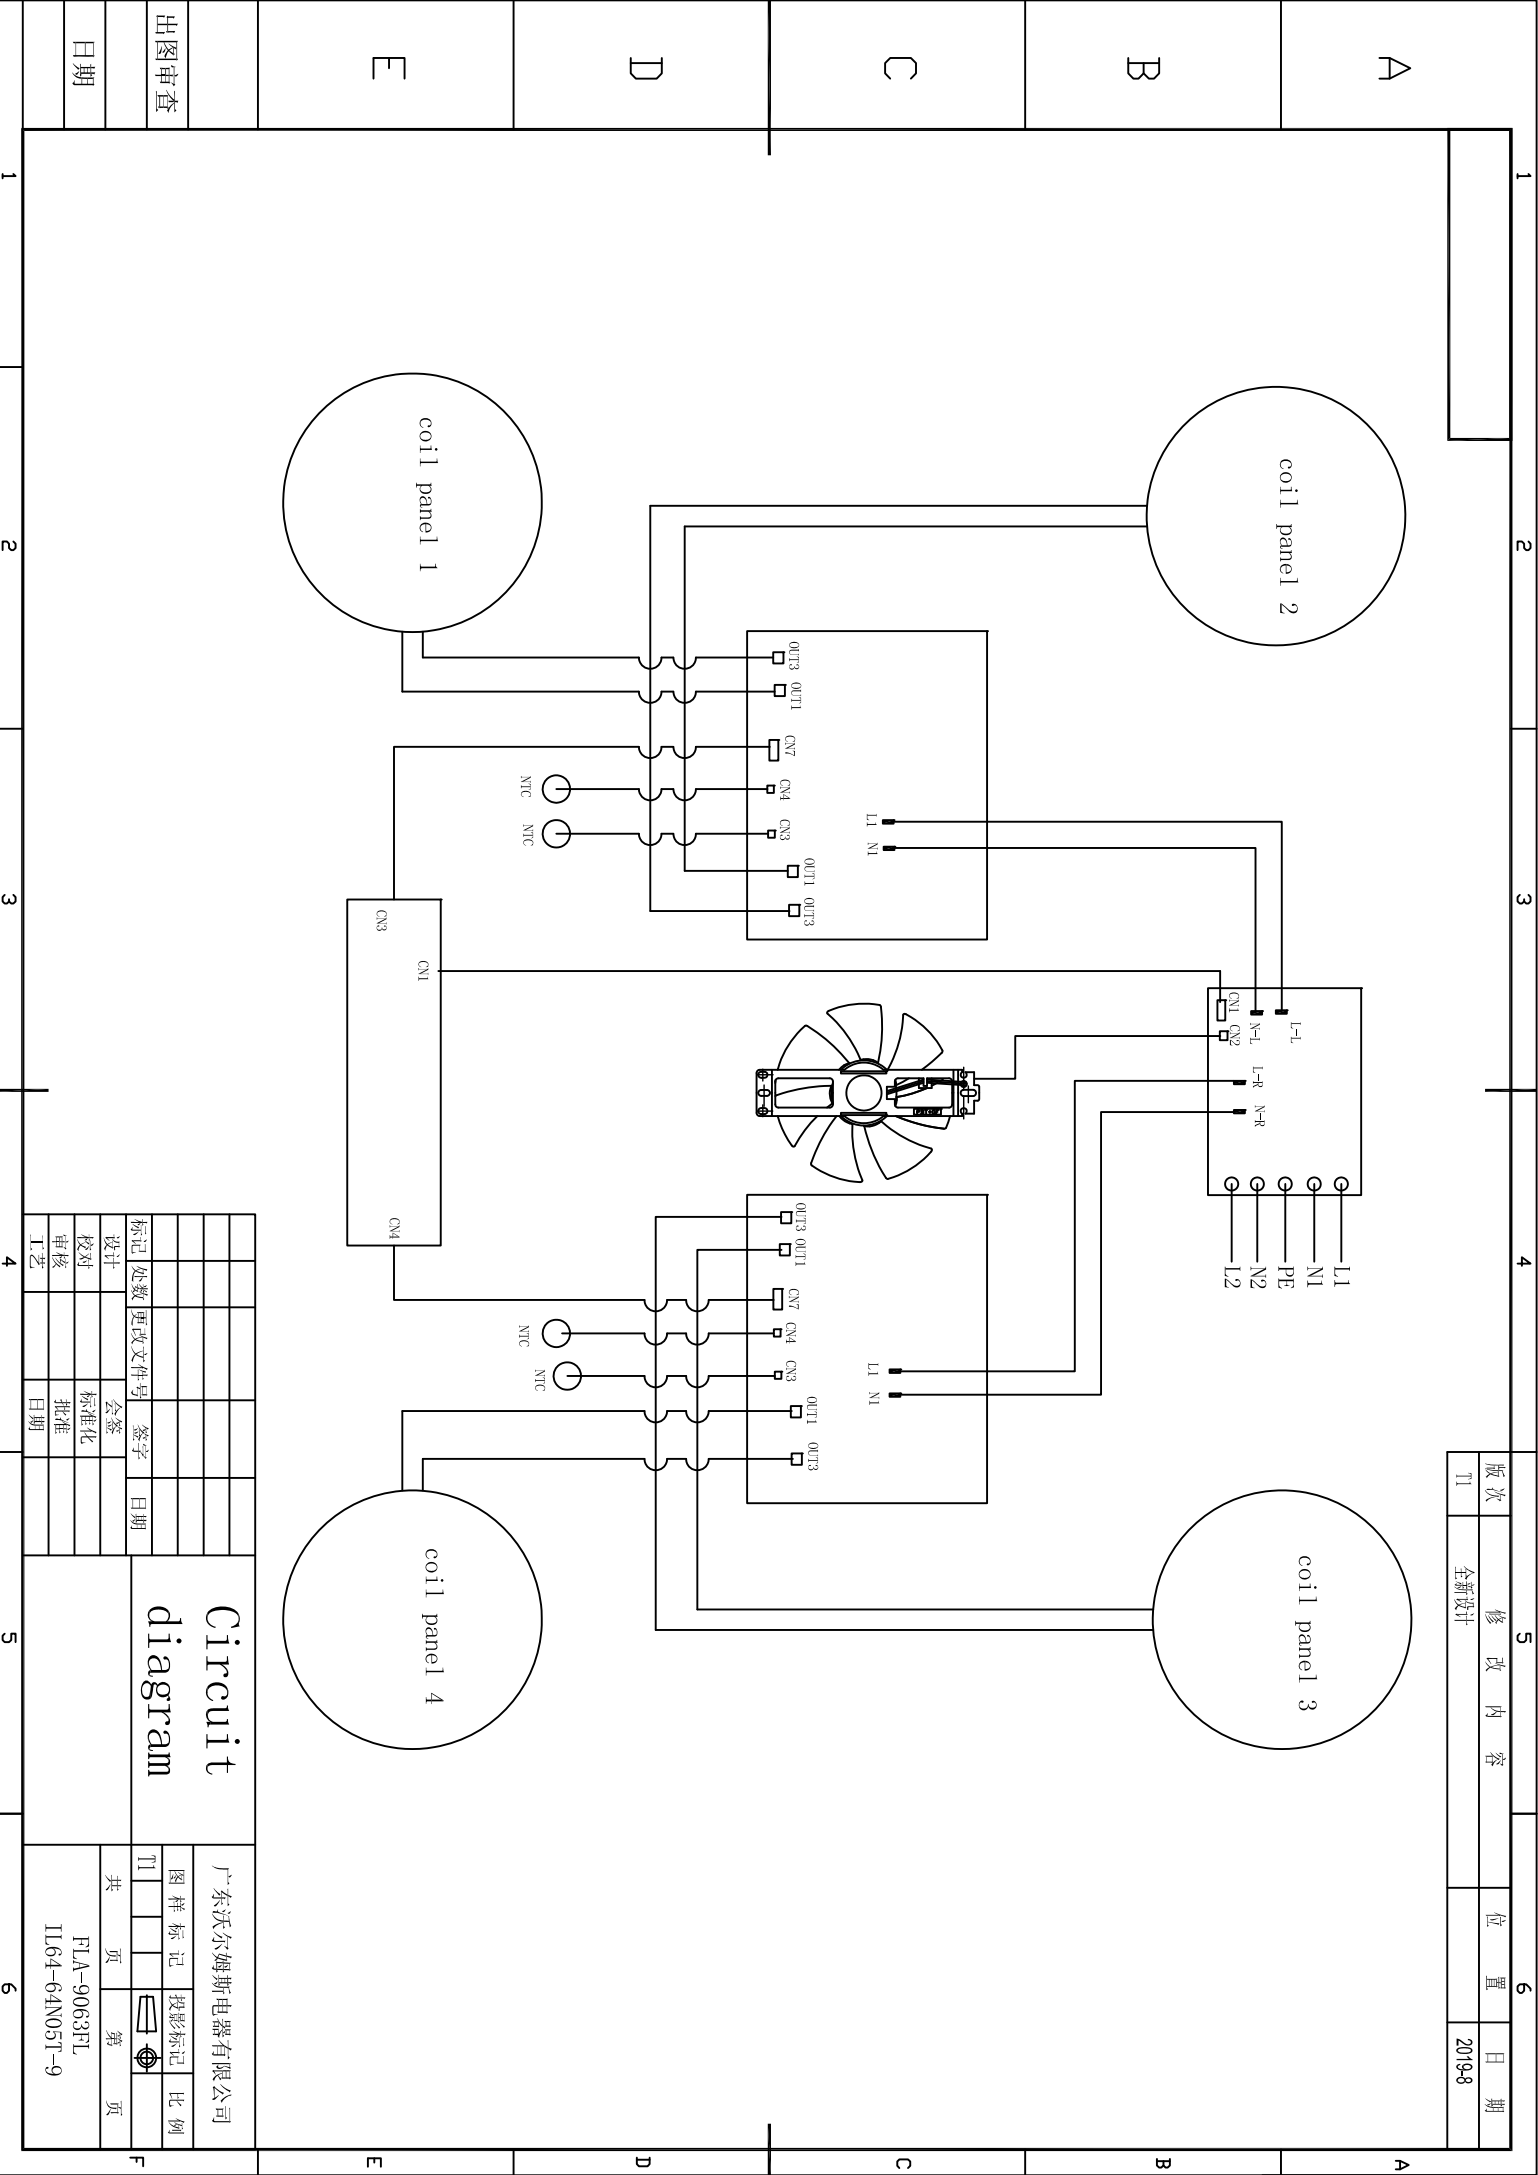 1
2
3
4
5
6
A
B
C
D
E
出图审查
日期
版 次
修 改 内 容
位 置
日 期
T1
全新设计
2019-8
coil panel 2
coil panel 3
L1
N1
PE
N2
L2
L-L
N-L
CN1
CN2
L-R
N-R
L1
N1
OUT3
OUT1
CN7
CN4
CN3
OUT1
OUT3
NTC
NTC
L1
N1
OUT3
OUT1
CN7
CN4
CN3
OUT1
OUT3
NTC
NTC
CN3
CN1
CN4
coil panel 1
coil panel 4
标记
处数
更改文件号
签字
日期
设计
会签
校对
标准化
审核
批准
工艺
日期
Circuit
diagram
广东沃尔姆斯电器有限公司
图 样 标 记
投影标记
比 例
T1
共 页
第 页
FLA-9063FL
IL64-64N05T-9
A
B
C
D
E
F
1
2
3
4
5
6